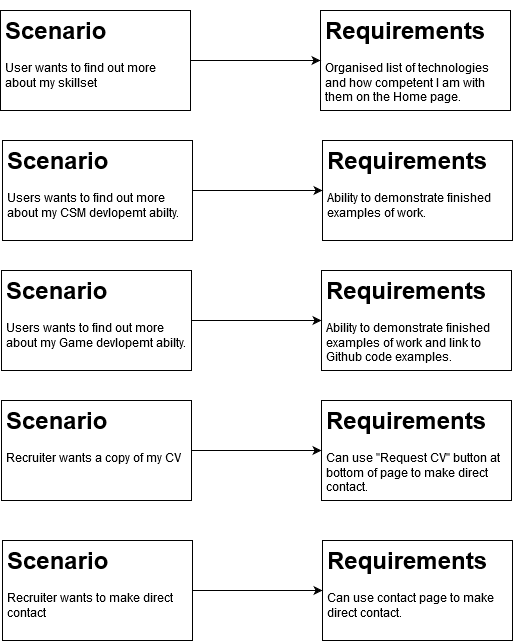 Scenario
User wants to find out more
about my skillset
Requirements
Organised list of technologies
and how competent I am with
them on the Home page.
Scenario
Users wants to find out more
about my CSM devlopemt abilty.
Requirements
Ability to demonstrate finished
examples of work.
Scenario
Users wants to find out more
about my Game devlopemt abilty.
Requirements
Ability to demonstrate finished
examples of work and link to
Github code examples.
Scenario
Recruiter wants a copy of my CV
Requirements
Can use "Request CV" button at
bottom of page to make direct
contact.
Scenario
Recruiter wants to make direct
contact
Requirements
Can use contact page to make
direct contact.